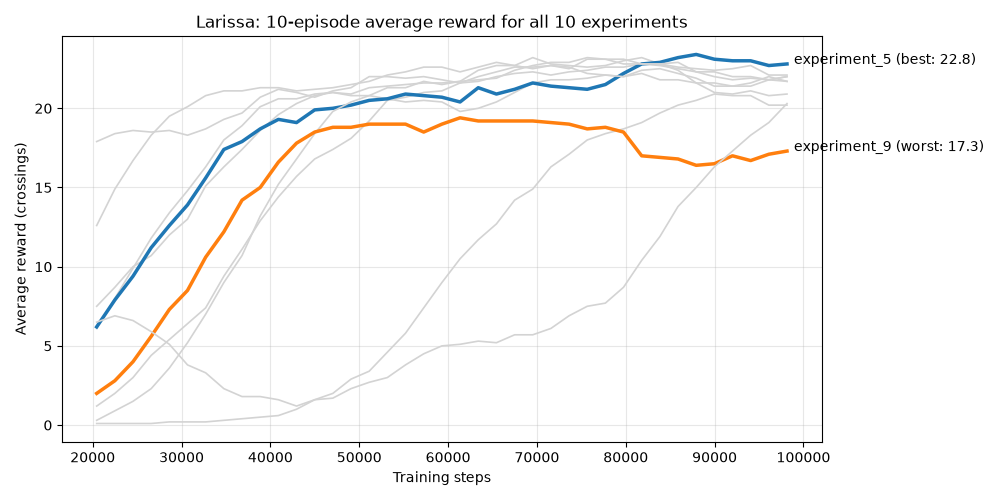 Larissa: 10-episode average reward for all 10 experiments
Average reward (crossings)
20
15
10
5
0
experiment_5 (best: 22.8)
experiment_9 (worst: 17.3)
20000 30000 40000 50000 60000 70000 80000 90000 100000
Training steps